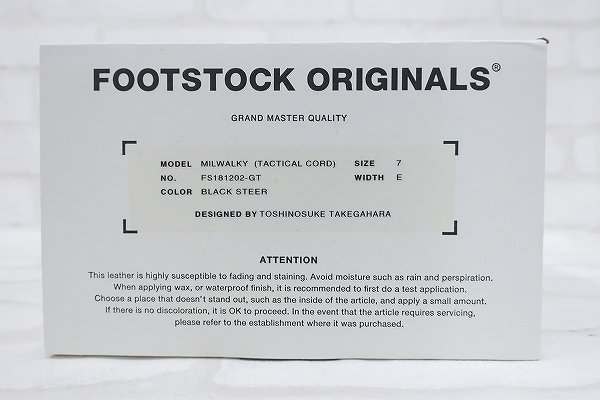 FOOTSTOCK ORIGINALS®
GRAND MASTER QUALITY
MODEL MILWALKY (TACTICAL CORD) SIZE 7
NO. FS181202-GT WIDTH E
COLOR BLACK STEER
DESIGNED BY TOSHINOSUKE TAKEGAHARA
ATTENTION
This leather is highly susceptible to fading and staining. Avoid moisture such as rain and perspiration.
When applying wax, or waterproof finish, it is recommended to first do a test application.
Choose a place that doesn't stand out, such as the inside of the article, and apply a small amount.
If there is no discoloration, it is OK to proceed. In the event that the article requires servicing,
please refer to the establishment where it was purchased.